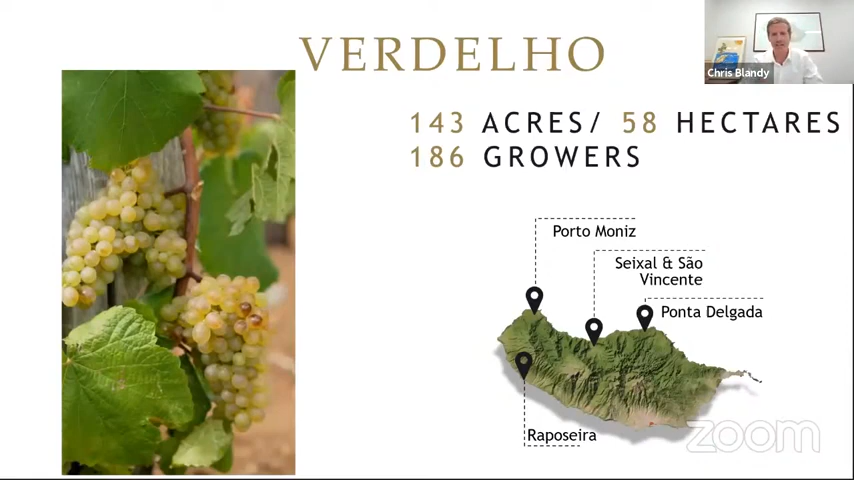 VERDELHO
Chris Blandy
143 ACRES/ 58 HECTARES
186 GROWERS
Porto Moniz
Seixal & São
Vincente
Ponta Delgada
Raposeira
zoom